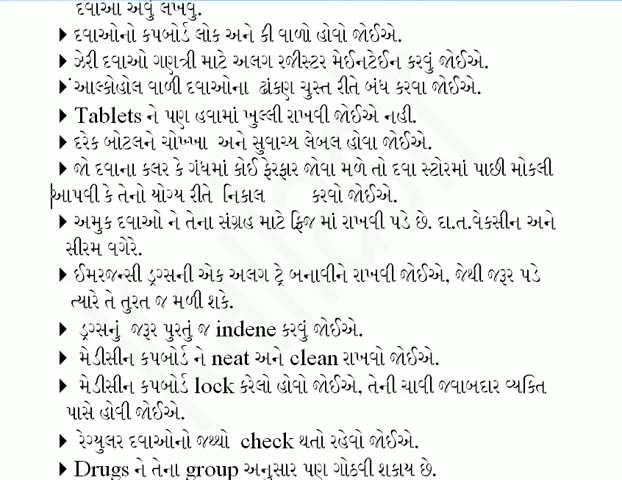 દવાઓ અવું લખવુ.
દવાઓનો કપબોર્ડ લોક અને કી વાળો હોવો જોઈએ.
ઝેરી દવાઓ ગણત્રી માટે અલગ રજીસ્ટર મેઈનટેઈન કરવું જોઈએ.
આલ્કોહોલ વાળી દવાઓના ઢાંકણ ચુસ્ત રીતે બંધ કરવા જોઈએ.
Tablets ને પણ હવામાં ખુલ્લી રાખવી જોઈએ નહી.
દરેક બોટલને ચોખ્ખા અને સુવાચ્ય લેબલ હોવા જોઈએ.
જો દવાના કલર કે ગંધમાં કોઈ ફેરફાર જોવા મળે તો દવા સ્ટોરમાં પાછી મોકલી
આપવી કે તેનો યોગ્ય રીતે નિકાલ કરવો જોઈએ.
અમુક દવાઓ ને તેના સંગ્રહ માટે ફ્રિજ માં રાખવી પડે છે. દા.ત.વેકસીન અને
સીરમ વગેરે.
ઈમરજન્સી ડ્રગ્સની એક અલગ ટ્રે બનાવીને રાખવી જોઈએ, જેથી જરૂર પડે
ત્યારે તે તુરત જ મળી શકે.
ડ્રગ્સનું જરૂર પુરતું જ indene કરવું જોઈએ.
મેડીસીન કપબોર્ડ ને neat અને clean રાખવો જોઈએ.
મેડીસીન કપબોર્ડ lock કરેલો હોવો જોઈએ, તેની ચાવી જવાબદાર વ્યકિત
પાસે હોવી જોઈએ.
રેગ્યુલર દવાઓનો જથ્થો check થતો રહેવો જોઈએ.
Drugs ને તેના group અનુસાર પણ ગોઠવી શકાય છે.